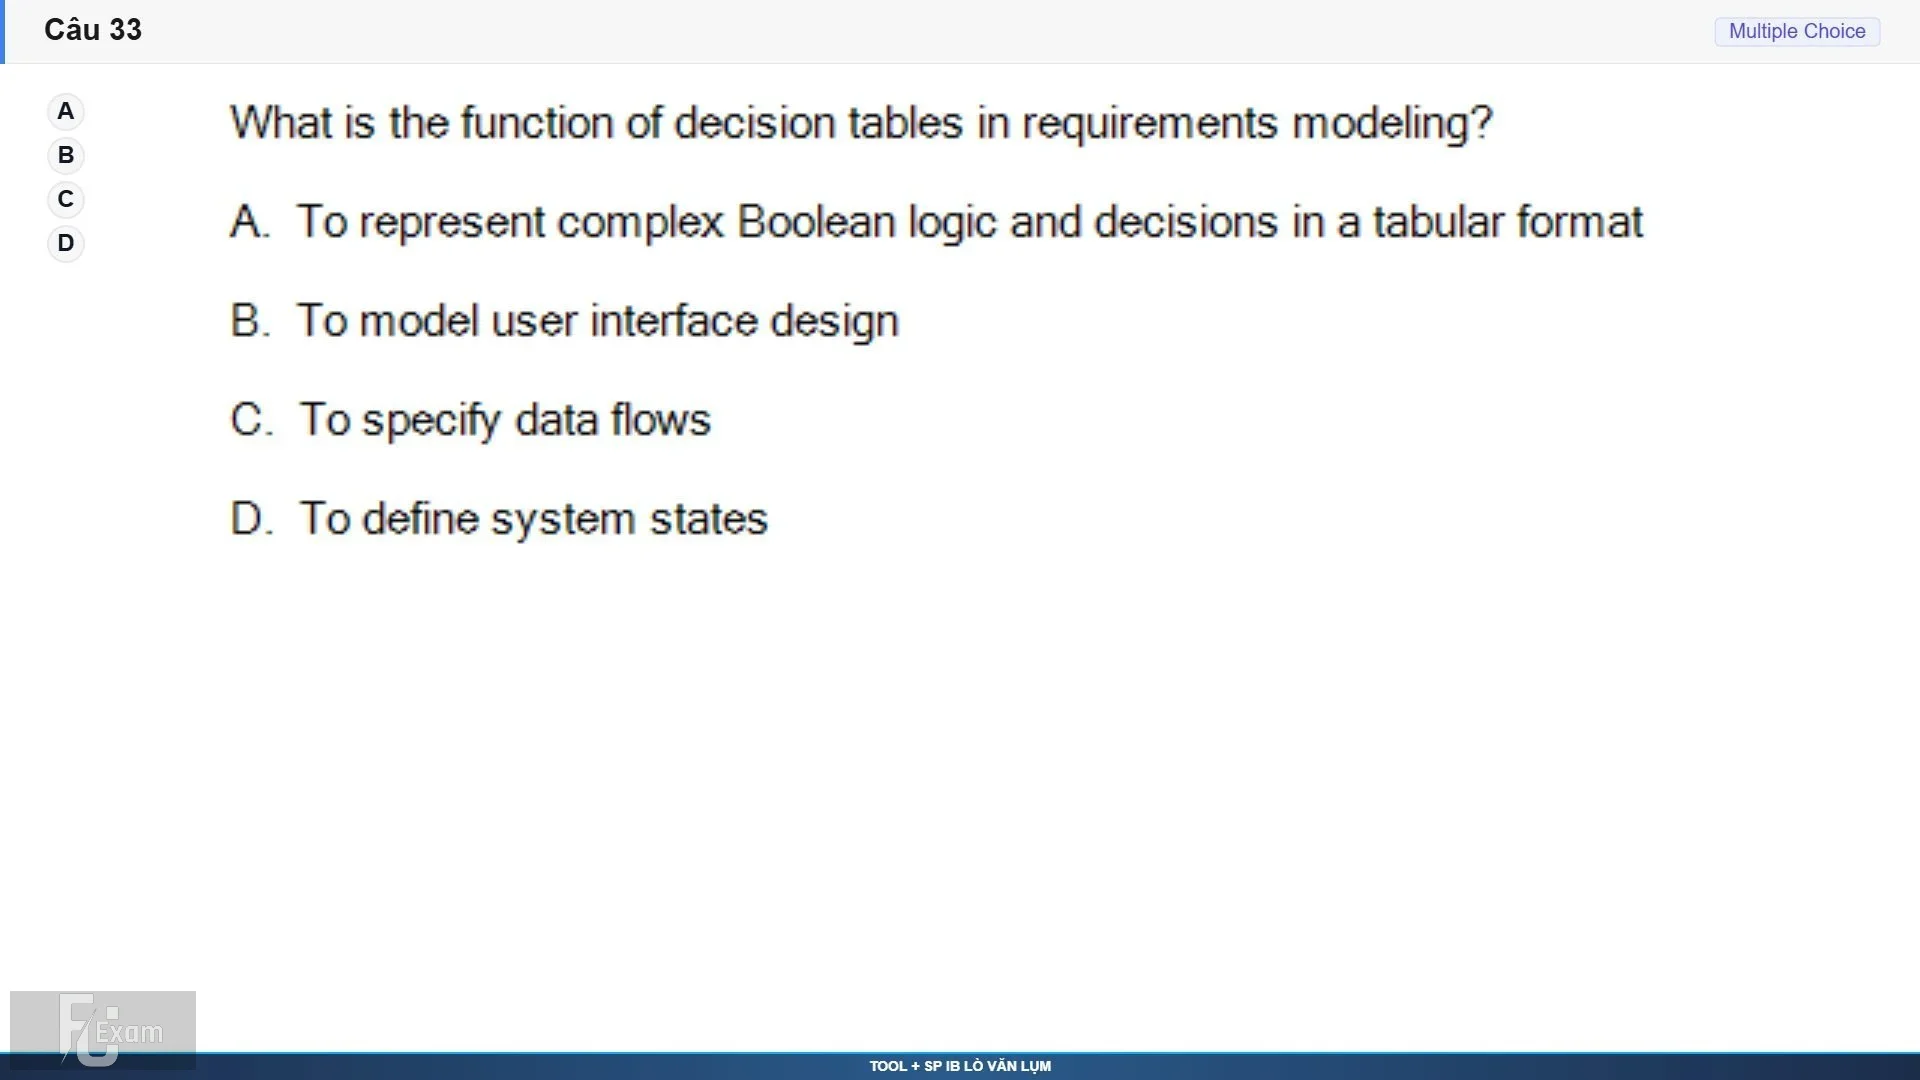 Câu 33
Multiple Choice
A
B
C
D
What is the function of decision tables in requirements modeling?
A. To represent complex Boolean logic and decisions in a tabular format
B. To model user interface design
C. To specify data flows
D. To define system states
FU Exam
TOOL + SP IB LÒ VĂN LỤM